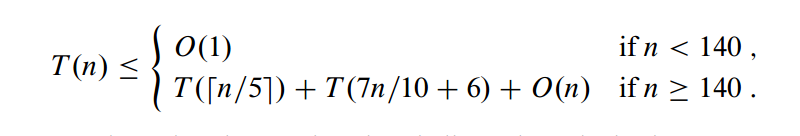 T(n) ≤ { O(1) if n < 140 ,
T(⌈n/5⌉) + T(7n/10 + 6) + O(n) if n ≥ 140 .